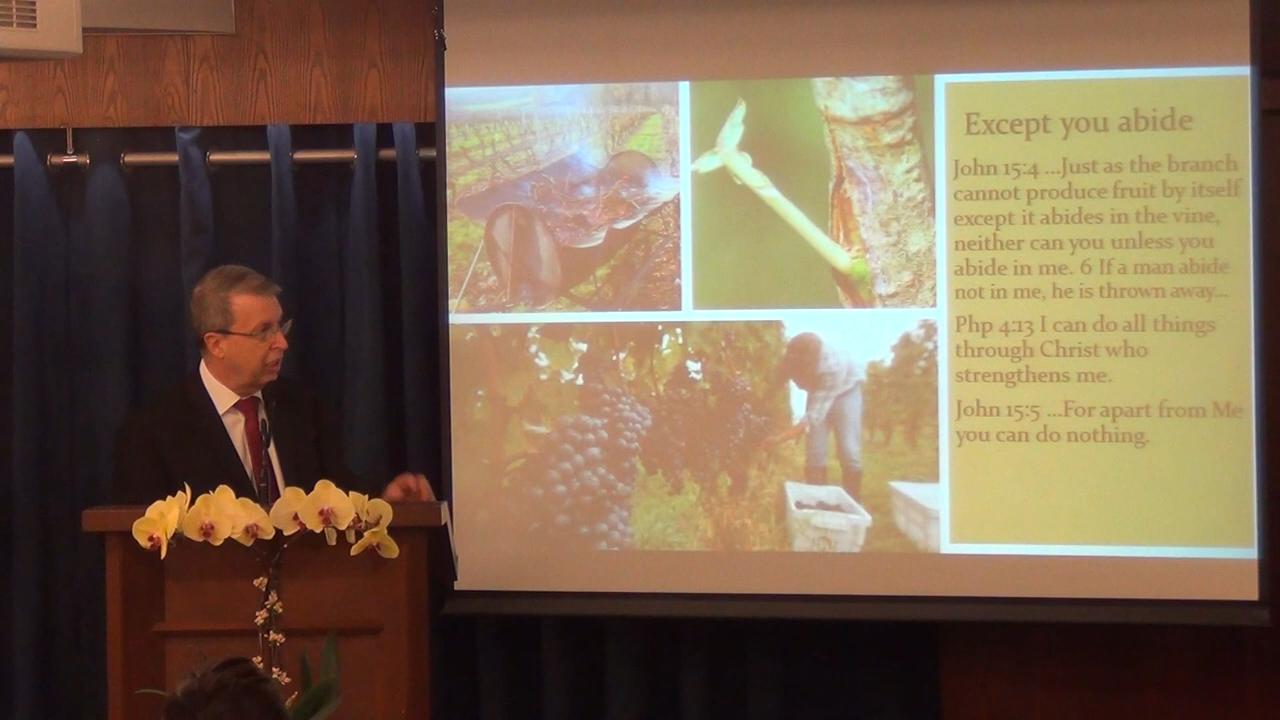 Except you abide
John 15:4 ...Just as the branch
cannot produce fruit by itself
except it abides in the vine,
neither can you unless you
abide in me. 6 If a man abide
not in me, he is thrown away...
Php 4:13 I can do all things
through Christ who
strengthens me.
John 15:5 ...For apart from Me
you can do nothing.